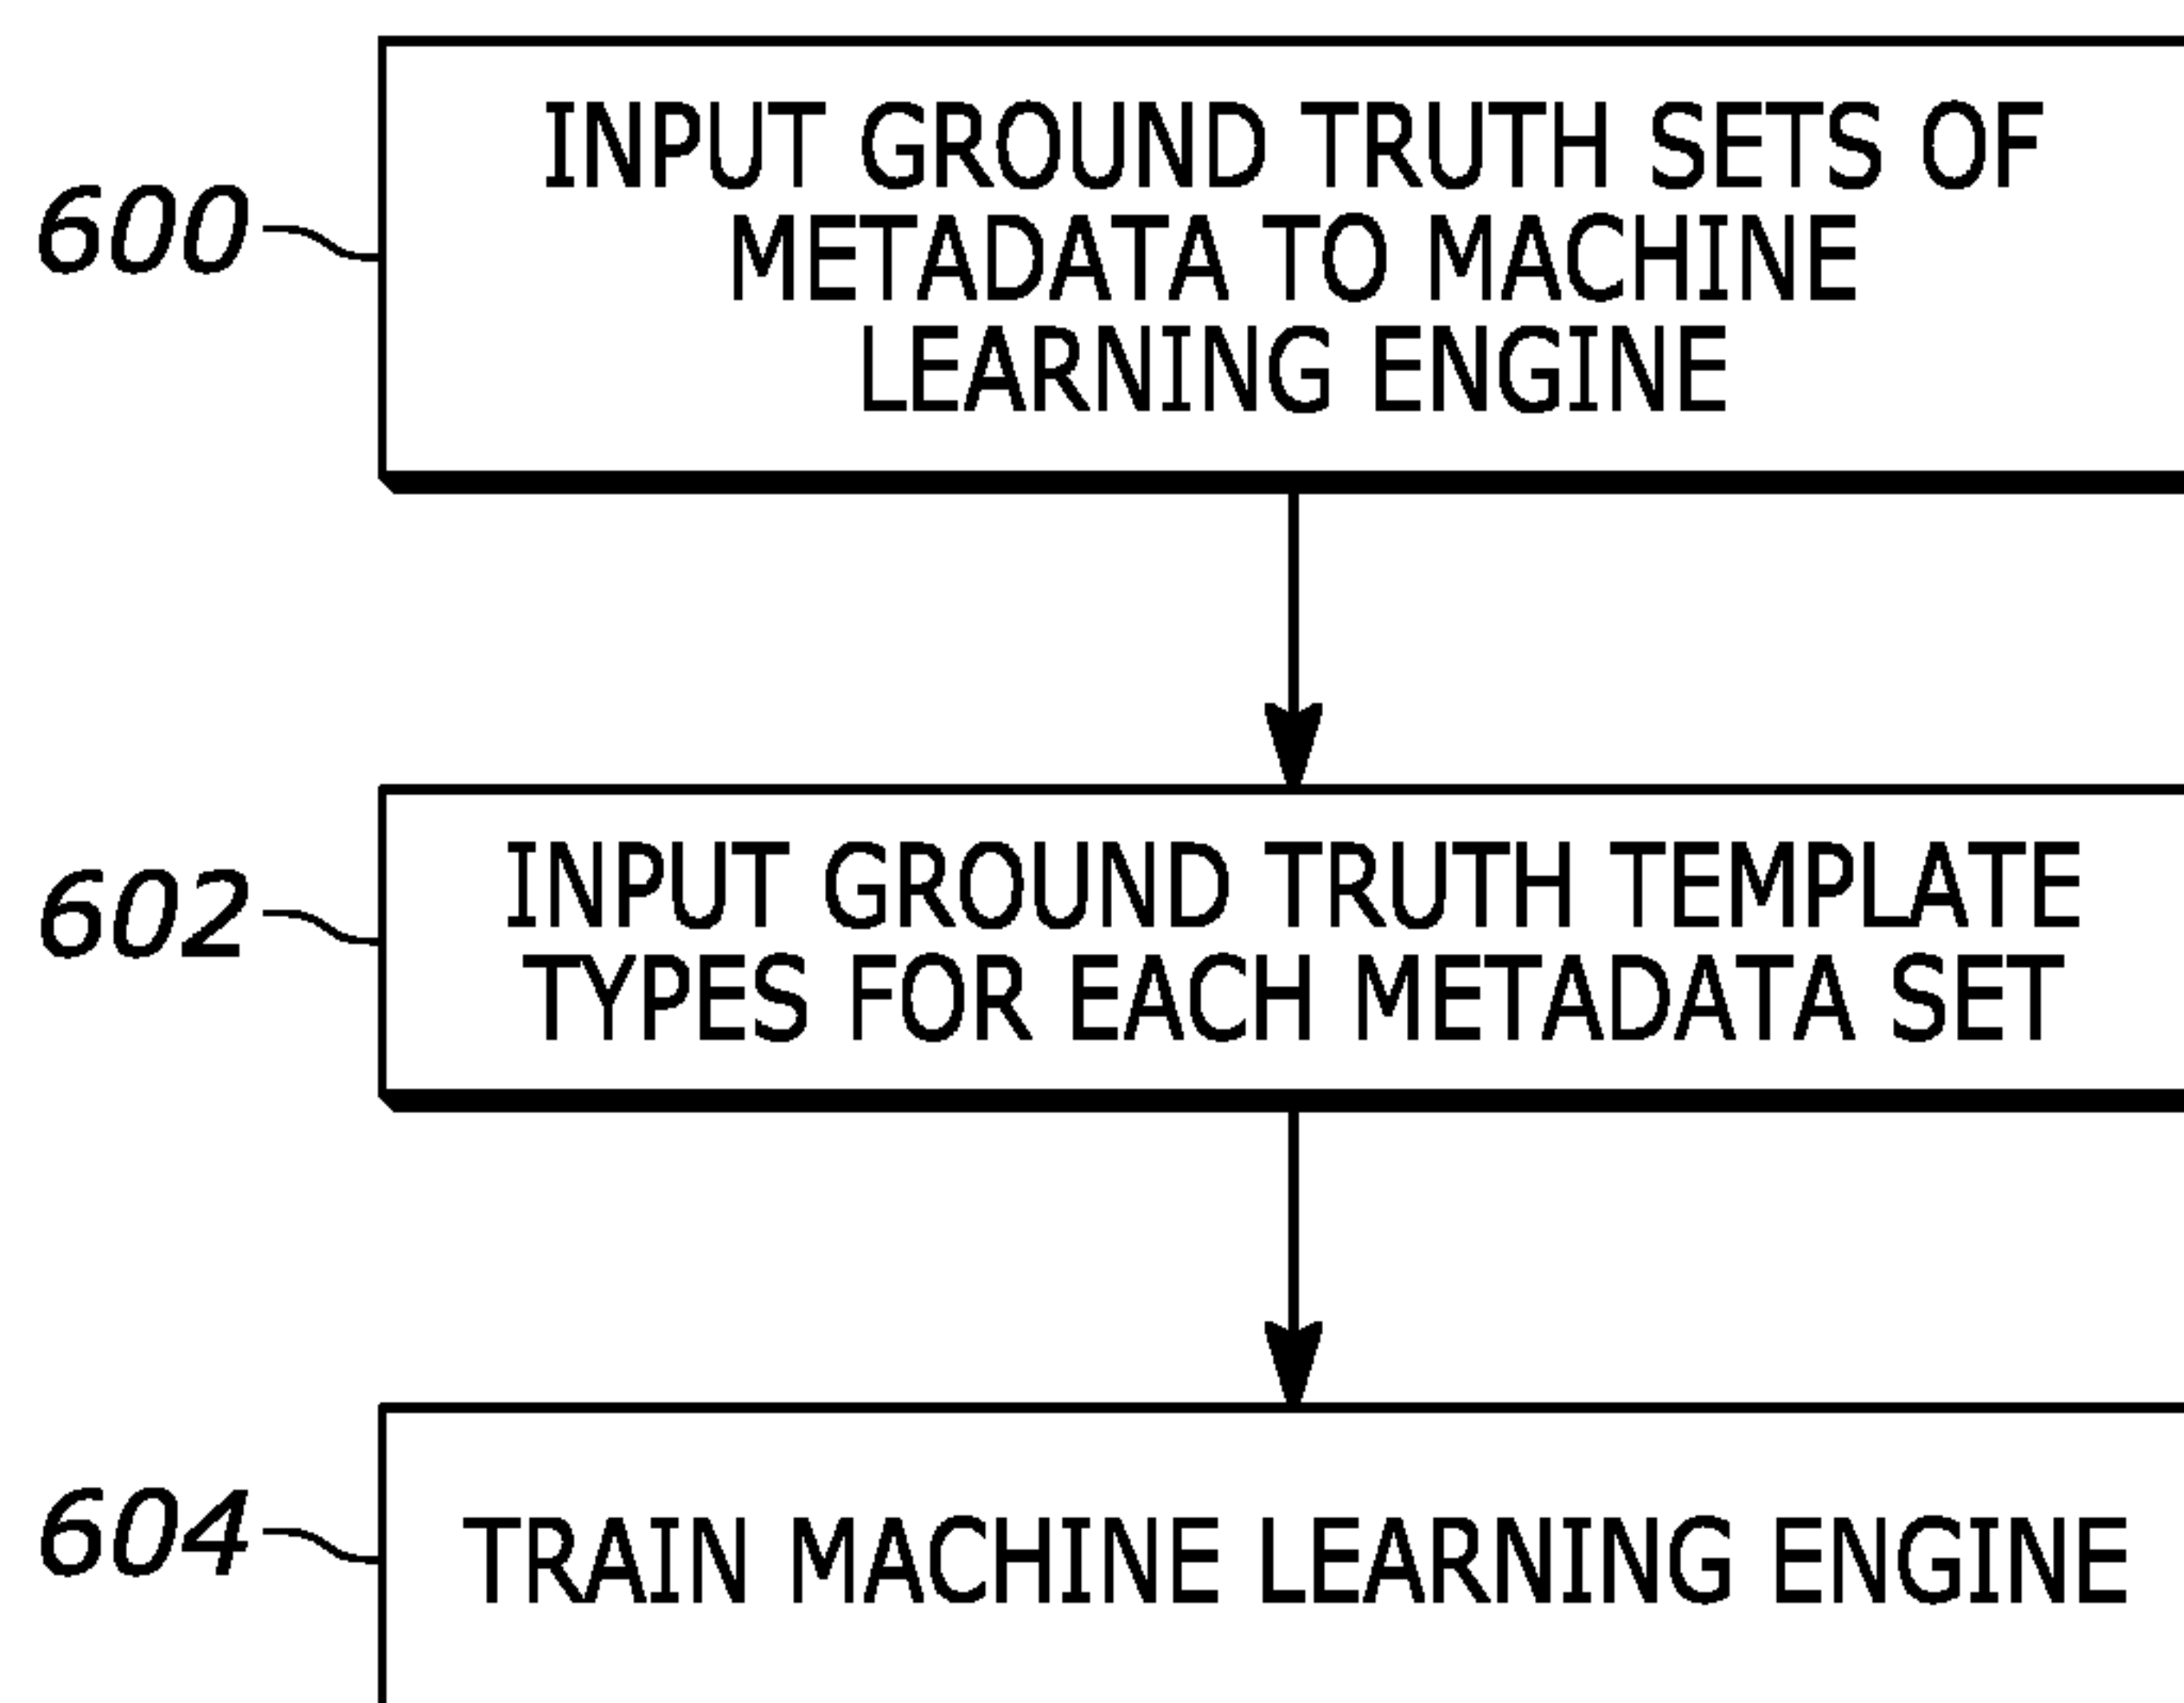 600
INPUT GROUND TRUTH SETS OF
METADATA TO MACHINE
LEARNING ENGINE
602
INPUT GROUND TRUTH TEMPLATE
TYPES FOR EACH METADATA SET
604
TRAIN MACHINE LEARNING ENGINE